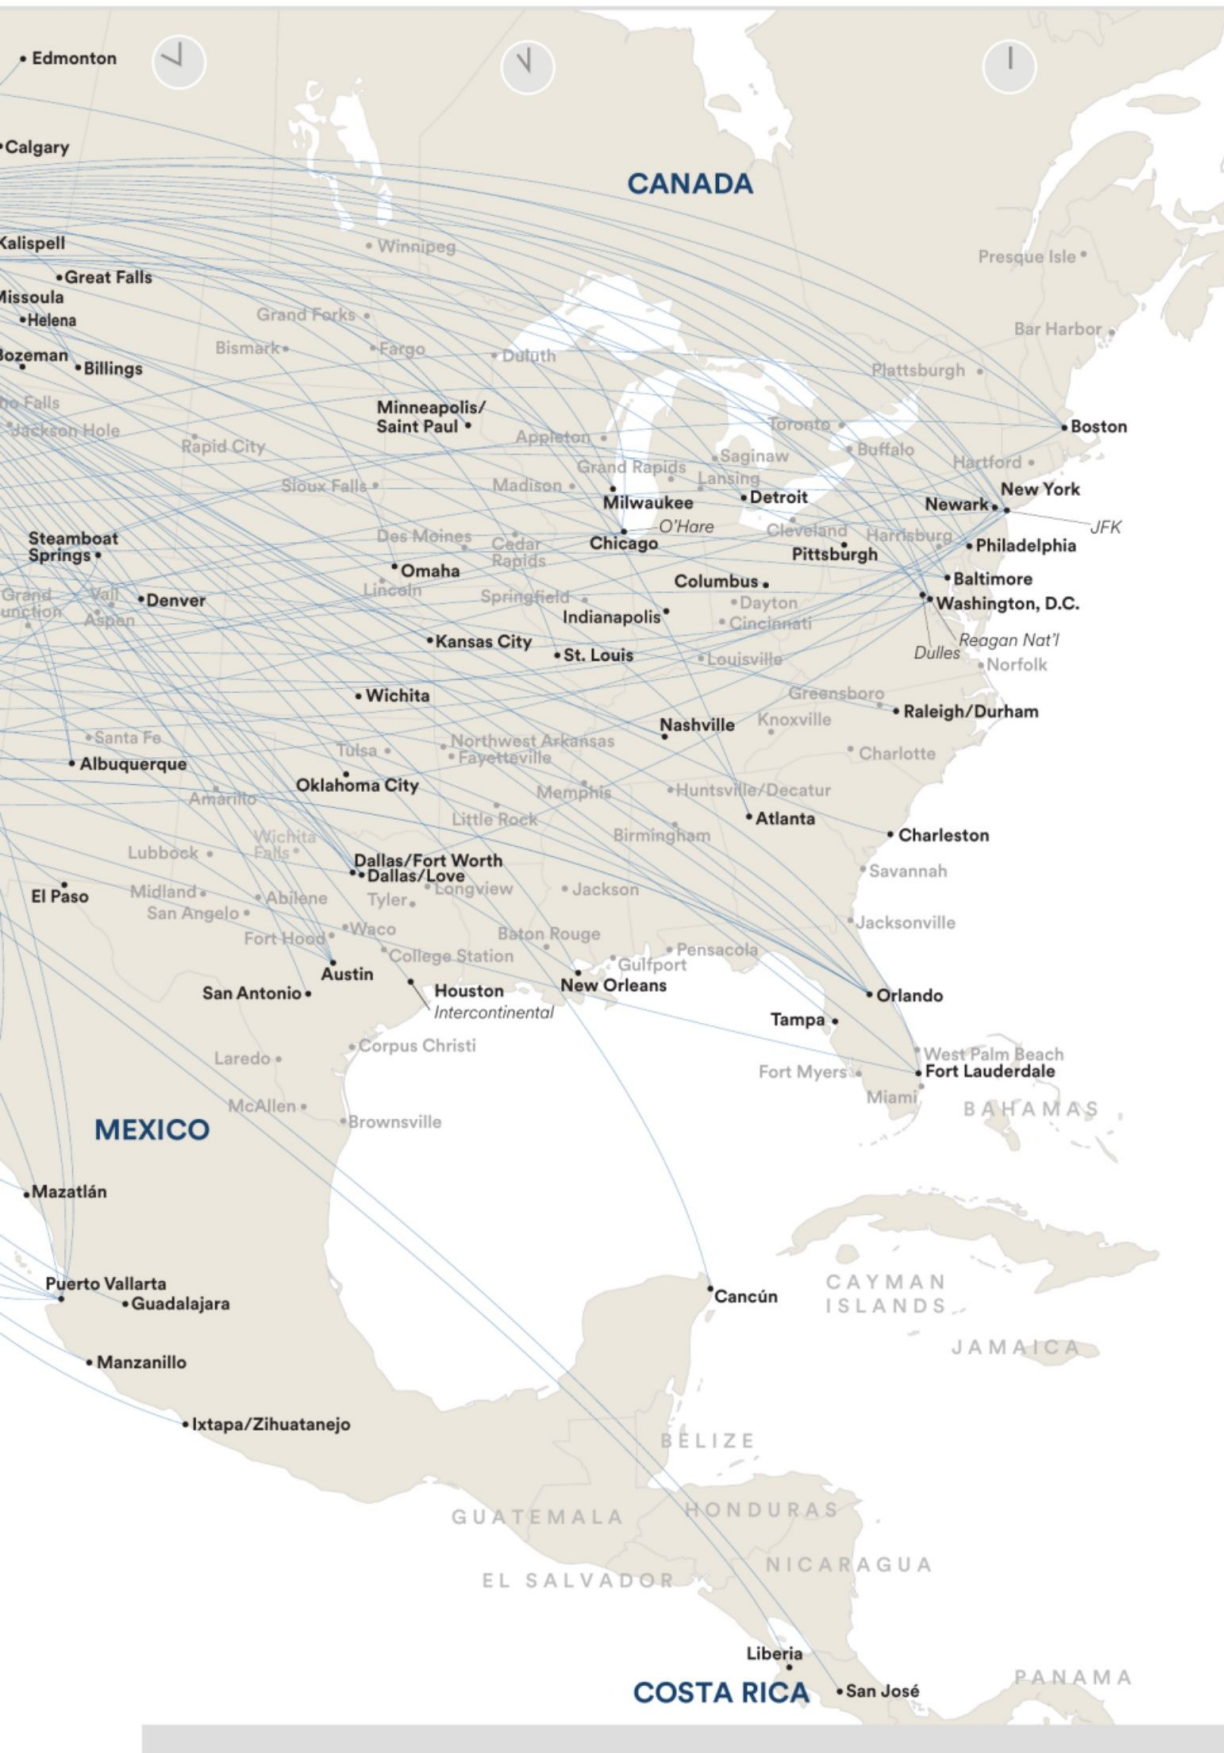 Edmonton
Calgary
CANADA
Kalispell
Winnipeg
Presque Isle
Great Falls
Missoula
Helena
Grand Forks
Bar Harbor
Bismark
Fargo
Duluth
Bozeman
Billings
Plattsburgh
Falls
Jackson Hole
Minneapolis/
Saint Paul
Rapid City
Appleton
Toronto
Boston
Buffalo
Saginaw
Hartford
Grand Rapids
Lansing
Sioux Falls
Madison
Milwaukee
Detroit
New York
Newark
JFK
O'Hare
Chicago
Cleveland
Harrisburg
Pittsburgh
Philadelphia
Steamboat
Springs
Des Moines
Cedar
Rapids
Omaha
Lincoln
Columbus
Baltimore
Grand
Junction
Vail
Aspen
Denver
Springfield
Dayton
Washington, D.C.
Indianapolis
Cincinnati
Reagan Nat'l
Dulles
Kansas City
St. Louis
Louisville
Norfolk
Wichita
Greensboro
Raleigh/Durham
Nashville
Knoxville
Santa Fe
Tulsa
Northwest Arkansas
Fayetteville
Charlotte
Albuquerque
Oklahoma City
Amarillo
Memphis
Huntsville/Decatur
Little Rock
Atlanta
Wichita
Falls
Birmingham
Charleston
Lubbock
Dallas/Fort Worth
Dallas/Love
Savannah
El Paso
Midland
Abilene
Tyler
Longview
Jackson
San Angelo
Waco
Fort Hood
Baton Rouge
Jacksonville
College Station
Pensacola
Gulfport
Austin
San Antonio
Houston
Intercontinental
New Orleans
Orlando
Tampa
Laredo
Corpus Christi
West Palm Beach
Fort Myers
Fort Lauderdale
Miami
McAllen
BAHAMAS
MEXICO
Brownsville
Mazatlán
Puerto Vallarta
Guadalajara
Cancún
CAYMAN
ISLANDS
JAMAICA
Manzanillo
Ixtapa/Zihuatanejo
BELIZE
GUATEMALA
HONDURAS
NICARAGUA
EL SALVADOR
Liberia
PANAMA
COSTA RICA
San José